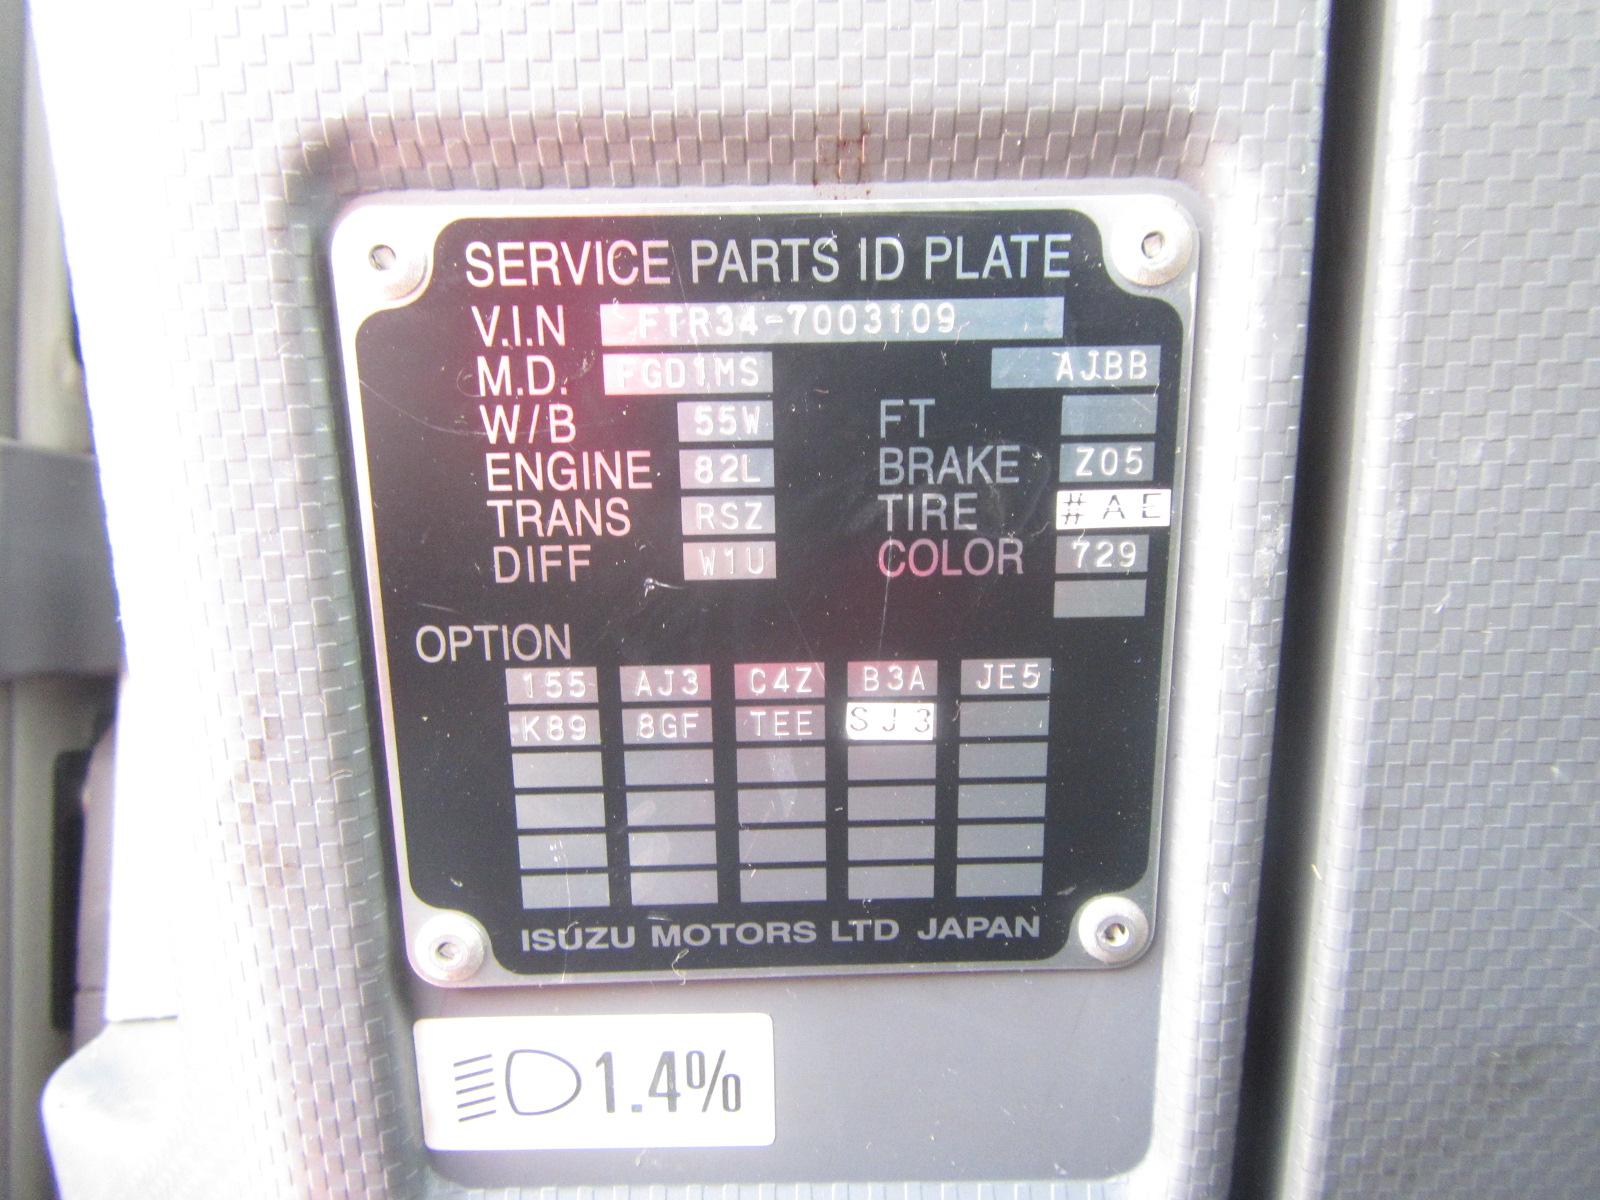 SERVICE PARTS ID PLATE
V.I.N FTR34-7003109
M.D. FGD1MS AJBB
W/B 55W FT
ENGINE 82L BRAKE Z05
TRANS RSZ TIRE #AE
DIFF W1U COLOR 729
OPTION
155 AJ3 C4Z B3A JE5
K89 8GF TEE SJ3
ISUZU MOTORS LTD JAPAN
1.4%